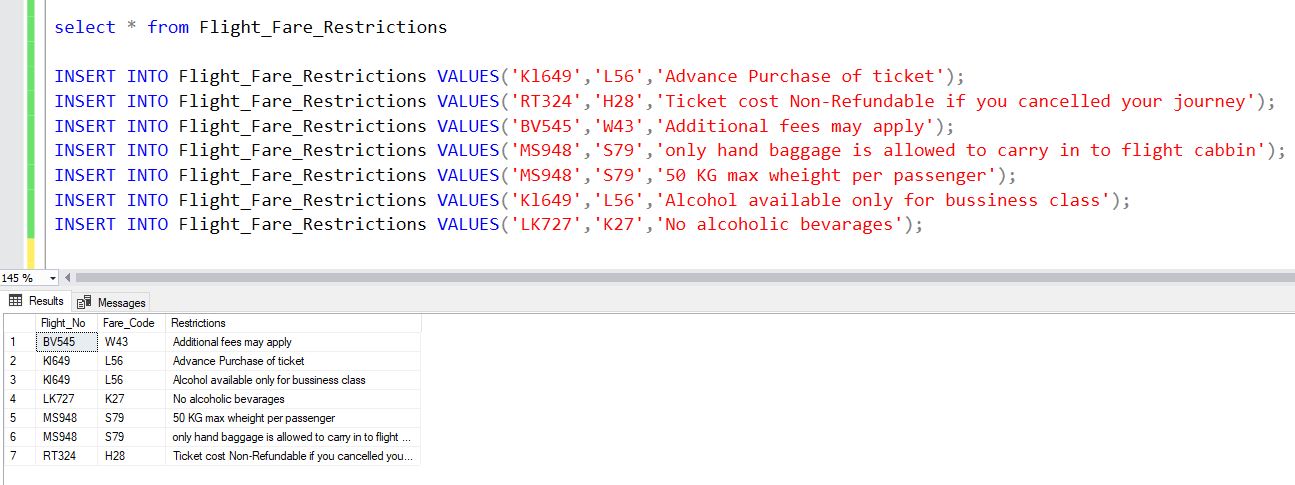 select * from Flight_Fare_Restrictions
INSERT INTO Flight_Fare_Restrictions VALUES('Kl649','L56','Advance Purchase of ticket');
INSERT INTO Flight_Fare_Restrictions VALUES('RT324','H28','Ticket cost Non-Refundable if you cancelled your journey');
INSERT INTO Flight_Fare_Restrictions VALUES('BV545','W43','Additional fees may apply');
INSERT INTO Flight_Fare_Restrictions VALUES('MS948','S79','only hand baggage is allowed to carry in to flight cabbin');
INSERT INTO Flight_Fare_Restrictions VALUES('MS948','S79','50 KG max wheight per passenger');
INSERT INTO Flight_Fare_Restrictions VALUES('Kl649','L56','Alcohol available only for bussiness class');
INSERT INTO Flight_Fare_Restrictions VALUES('LK727','K27','No alcoholic bevarages');
145 %
Results Messages
Flight_No Fare_Code Restrictions
1 BV545 W43 Additional fees may apply
2 Kl649 L56 Advance Purchase of ticket
3 Kl649 L56 Alcohol available only for bussiness class
4 LK727 K27 No alcoholic bevarages
5 MS948 S79 50 KG max wheight per passenger
6 MS948 S79 only hand baggage is allowed to carry in to flight ...
7 RT324 H28 Ticket cost Non-Refundable if you cancelled you...